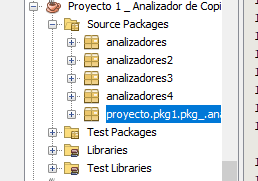 Proyecto 1 _ Analizador de Copi
Source Packages
analizadores
analizadores2
analizadores3
analizadores4
proyecto.pkg1.pkg_.ana
Test Packages
Libraries
Test Libraries